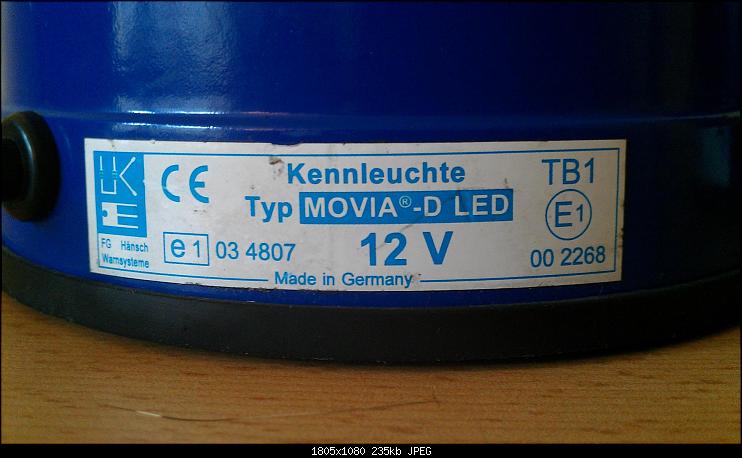 Kennleuchte
TB1
CE
Typ MOVIA®-D LED
E1
FG Hänsch
Warnsysteme
e1 03 4807
12 V
00 2268
Made in Germany
1805x1080 235kb JPEG